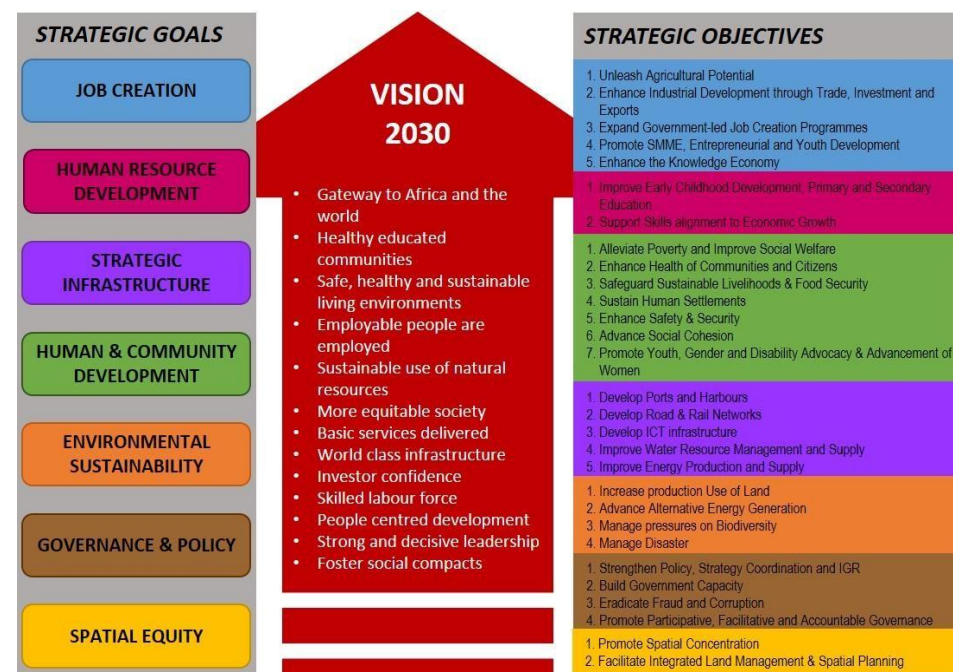 STRATEGIC GOALS
JOB CREATION
HUMAN RESOURCE
DEVELOPMENT
STRATEGIC
INFRASTRUCTURE
HUMAN & COMMUNITY
DEVELOPMENT
ENVIRONMENTAL
SUSTAINABILITY
GOVERNANCE & POLICY
SPATIAL EQUITY
VISION
2030
• Gateway to Africa and the
world
• Healthy educated
communities
• Safe, healthy and sustainable
living environments
• Employable people are
employed
• Sustainable use of natural
resources
• More equitable society
• Basic services delivered
• World class infrastructure
• Investor confidence
• Skilled labour force
• People centred development
• Strong and decisive leadership
• Foster social compacts
STRATEGIC OBJECTIVES
1. Unleash Agricultural Potential
2. Enhance Industrial Development through Trade, Investment and
Exports
3. Expand Government-led Job Creation Programmes
4. Promote SMME, Entrepreneurial and Youth Development
5. Enhance the Knowledge Economy
1. Improve Early Childhood Development, Primary and Secondary
Education
2. Support Skills alignment to Economic Growth
1. Alleviate Poverty and Improve Social Welfare
2. Enhance Health of Communities and Citizens
3. Safeguard Sustainable Livelihoods & Food Security
4. Sustain Human Settlements
5. Enhance Safety & Security
6. Advance Social Cohesion
7. Promote Youth, Gender and Disability Advocacy & Advancement of
Women
1. Develop Ports and Harbours
2. Develop Road & Rail Networks
3. Develop ICT infrastructure
4. Improve Water Resource Management and Supply
5. Improve Energy Production and Supply
1. Increase production Use of Land
2. Advance Alternative Energy Generation
3. Manage pressures on Biodiversity
4. Manage Disaster
1. Strengthen Policy, Strategy Coordination and IGR
2. Build Government Capacity
3. Eradicate Fraud and Corruption
4. Promote Participative, Facilitative and Accountable Governance
1. Promote Spatial Concentration
2. Facilitate Integrated Land Management & Spatial Planning